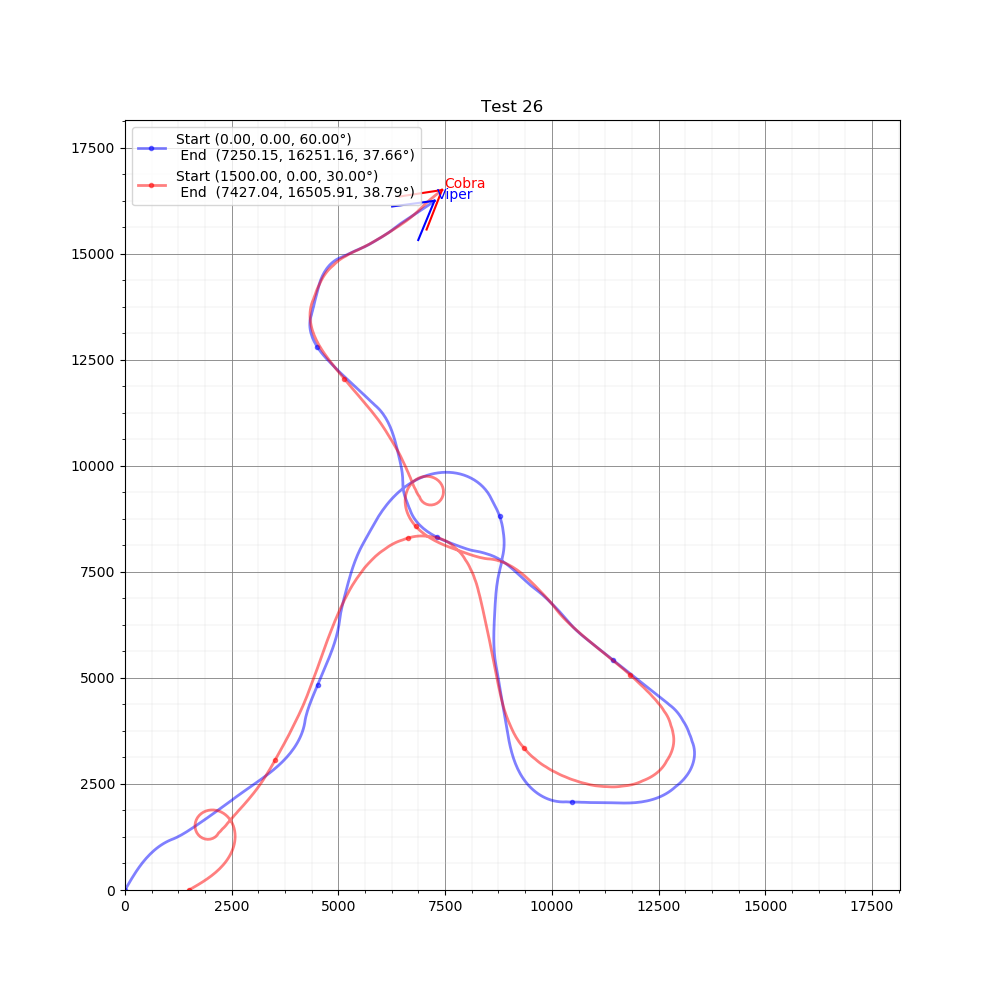 Test 26
Start (0.00, 0.00, 60.00°)
End (7250.15, 16251.16, 37.66°)
Start (1500.00, 0.00, 30.00°)
End (7427.04, 16505.91, 38.79°)
Cobra
Viper
17500
15000
12500
10000
7500
5000
2500
0
0 2500 5000 7500 10000 12500 15000 17500